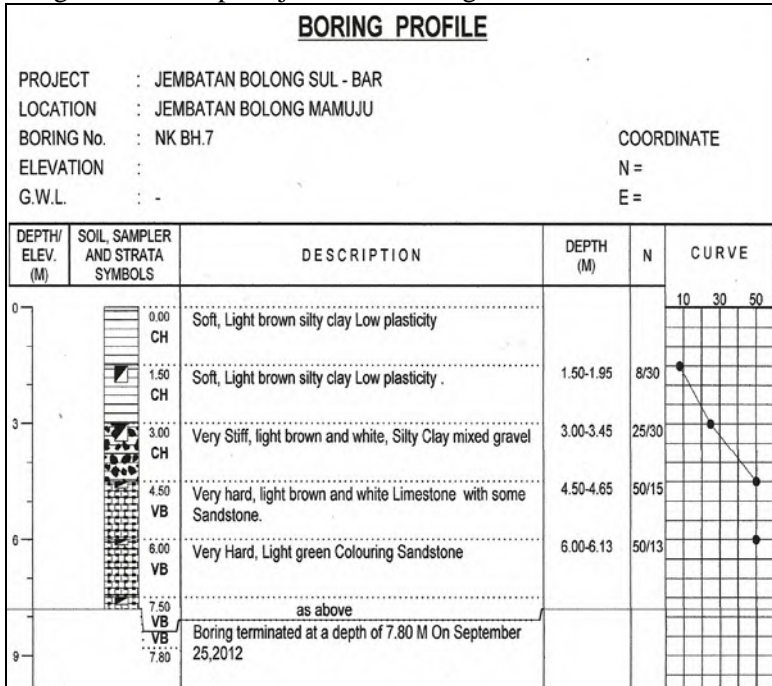 BORING PROFILE
PROJECT : JEMBATAN BOLONG SUL - BAR
LOCATION : JEMBATAN BOLONG MAMUJU
BORING No. : NK BH.7 COORDINATE
ELEVATION : N =
G.W.L. : - E =
DEPTH/ ELEV. (M) SOIL, SAMPLER AND STRATA SYMBOLS DESCRIPTION DEPTH (M) N CURVE
10 30 50
0 0.00 Soft, Light brown silty clay Low plasticity
CH
1.50 Soft, Light brown silty clay Low plasticity . 1.50-1.95 8/30
CH
3 3.00 Very Stiff, light brown and white, Silty Clay mixed gravel 3.00-3.45 25/30
CH
4.50 Very hard, light brown and white Limestone with some 4.50-4.65 50/15
VB Sandstone.
6 6.00 Very Hard, Light green Colouring Sandstone 6.00-6.13 50/13
VB
7.50 as above
VB
VB Boring terminated at a depth of 7.80 M On September
9 7.80 25,2012